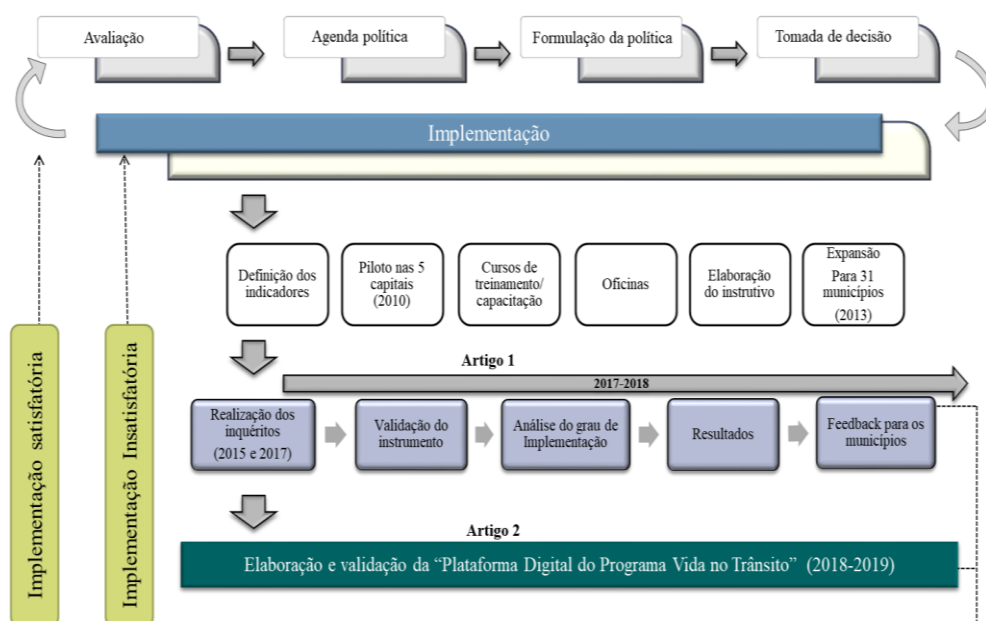 Avaliação
Agenda política
Formulação da política
Tomada de decisão
Implementação
Definição dos
indicadores
Piloto nas 5
capitais
(2010)
Cursos de
treinamento/
capacitação
Oficinas
Elaboração
do instrutivo
Expansão
Para 31
municípios
(2013)
Implementação satisfatória
Implementação Insatisfatória
Artigo 1
2017-2018
Realização dos
inquéritos
(2015 e 2017)
Validação do
instrumento
Análise do grau de
Implementação
Resultados
Feedback para os
municípios
Artigo 2
Elaboração e validação da “Plataforma Digital do Programa Vida no Trânsito” (2018-2019)